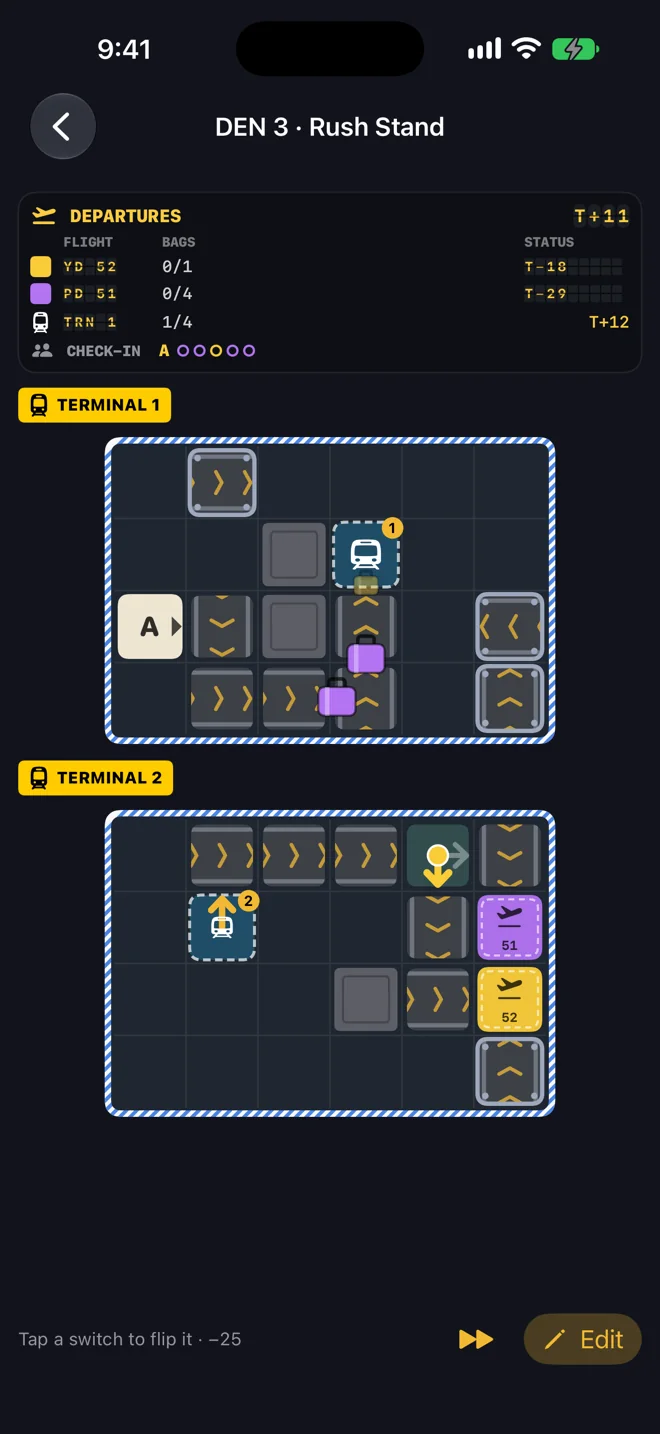 9:41
DEN 3 · Rush Stand
DEPARTURES T+11
FLIGHT BAGS STATUS
YD 52 0/1 T-18
PD 51 0/4 T-29
TRN 1 1/4 T+12
CHECK-IN A
TERMINAL 1
1
A
TERMINAL 2
2
51
52
Tap a switch to flip it · −25
Edit